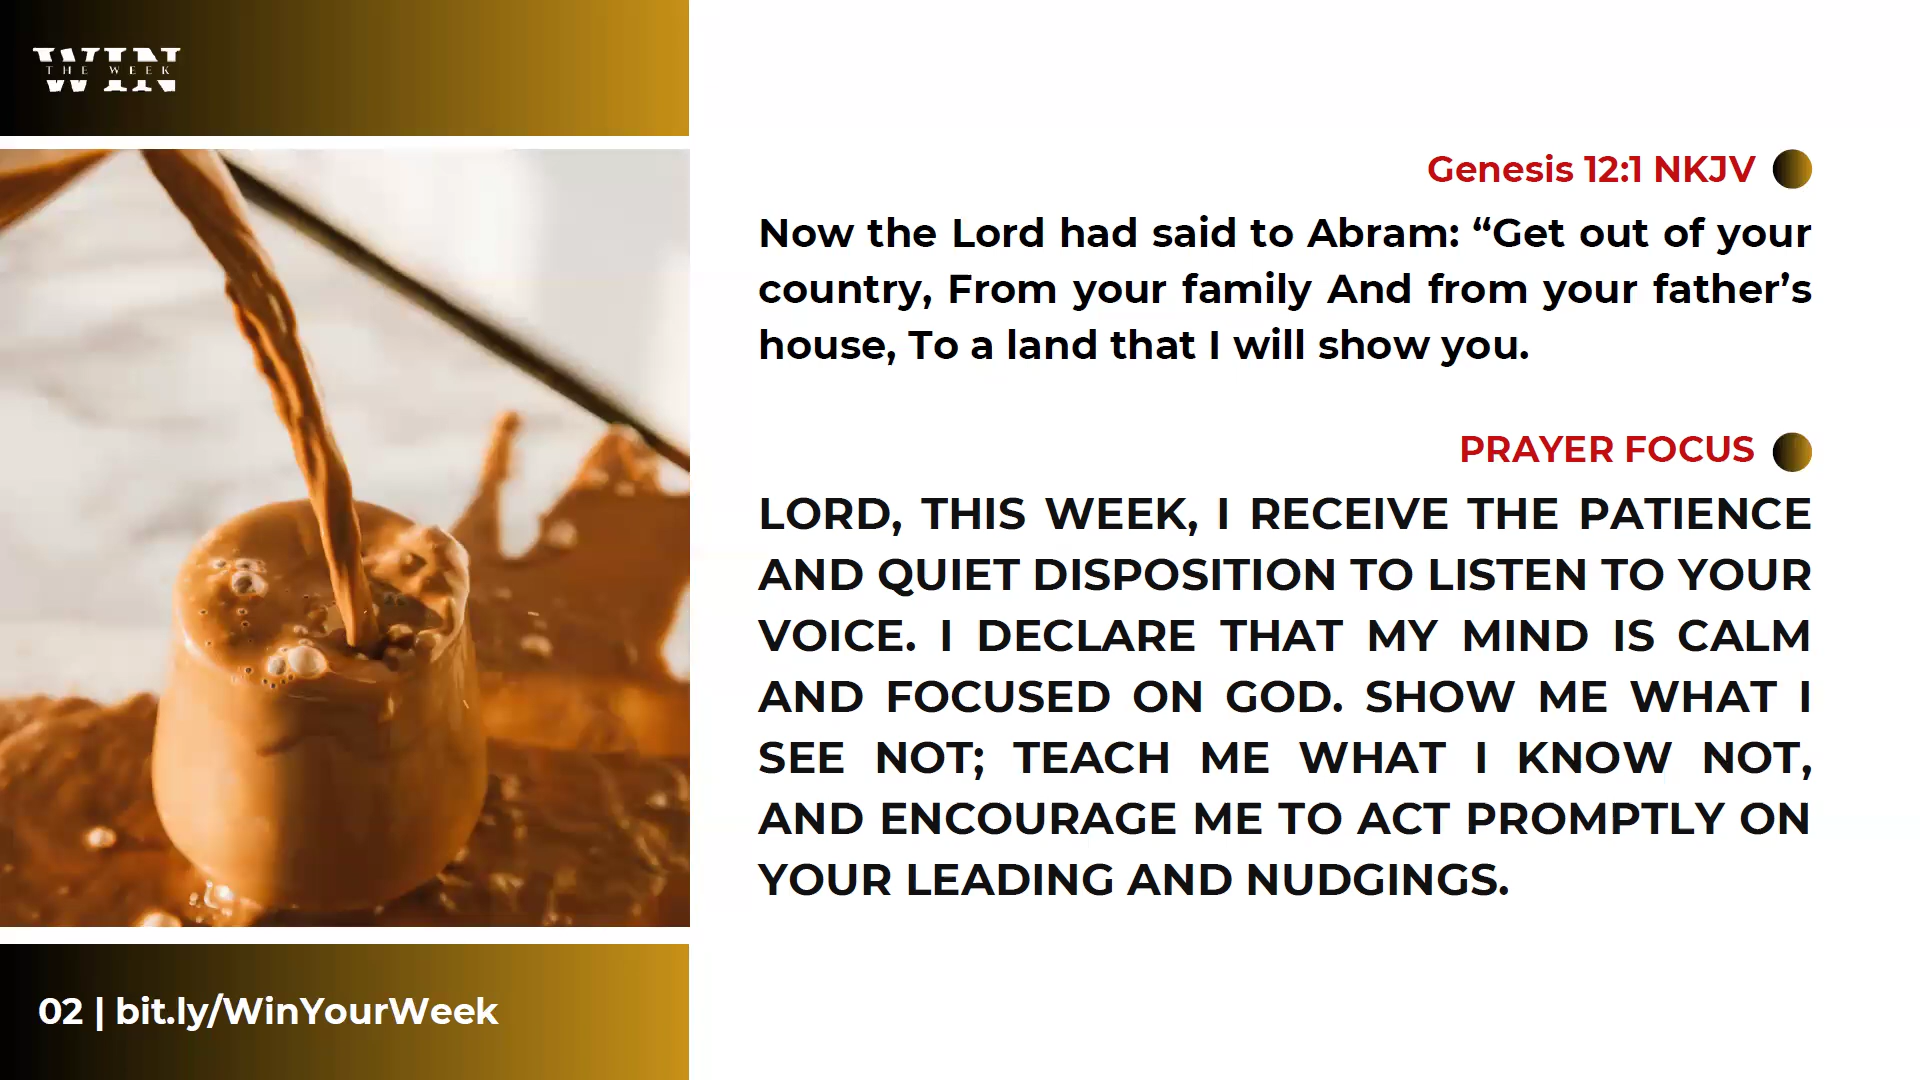 WIN
THE WEEK
Genesis 12:1 NKJV
Now the Lord had said to Abram: “Get out of your
country, From your family And from your father’s
house, To a land that I will show you.
PRAYER FOCUS
LORD, THIS WEEK, I RECEIVE THE PATIENCE
AND QUIET DISPOSITION TO LISTEN TO YOUR
VOICE. I DECLARE THAT MY MIND IS CALM
AND FOCUSED ON GOD. SHOW ME WHAT I
SEE NOT; TEACH ME WHAT I KNOW NOT,
AND ENCOURAGE ME TO ACT PROMPTLY ON
YOUR LEADING AND NUDGINGS.
02 | bit.ly/WinYourWeek